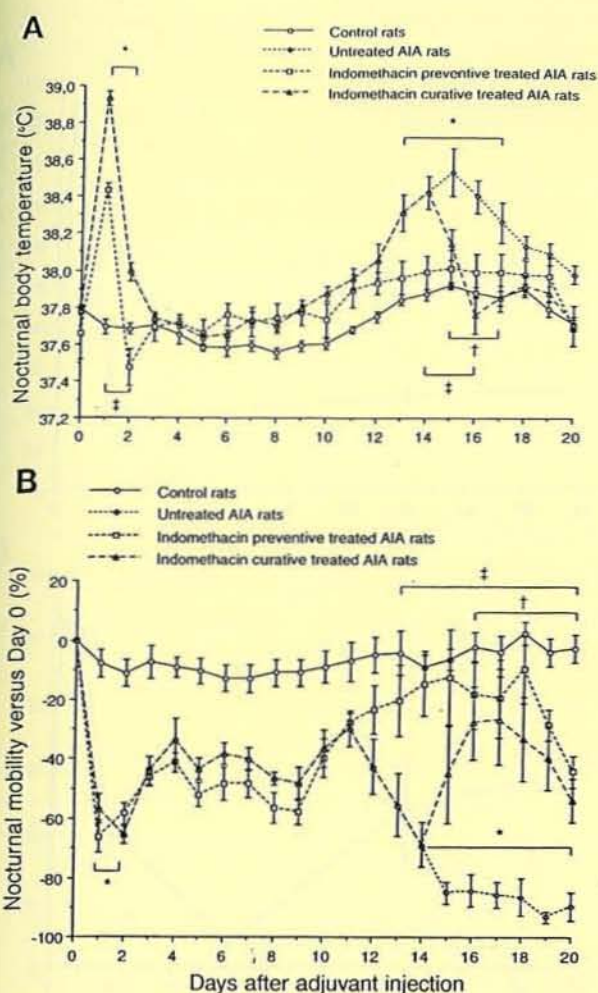 A
Control rats
Untreated AIA rats
Indomethacin preventive treated AIA rats
Indomethacin curative treated AIA rats
Nocturnal body temperature (°C)
39,0
38,8
38,6
38,4
38,2
38,0
37,8
37,6
37,4
37,2
*
*
‡
†
‡
0 2 4 6 8 10 12 14 16 18 20
B
Control rats
Untreated AIA rats
Indomethacin preventive treated AIA rats
Indomethacin curative treated AIA rats
Nocturnal mobility versus Day 0 (%)
20
0
-20
-40
-60
-80
-100
‡
†
*
*
0 2 4 6 8 10 12 14 16 18 20
Days after adjuvant injection